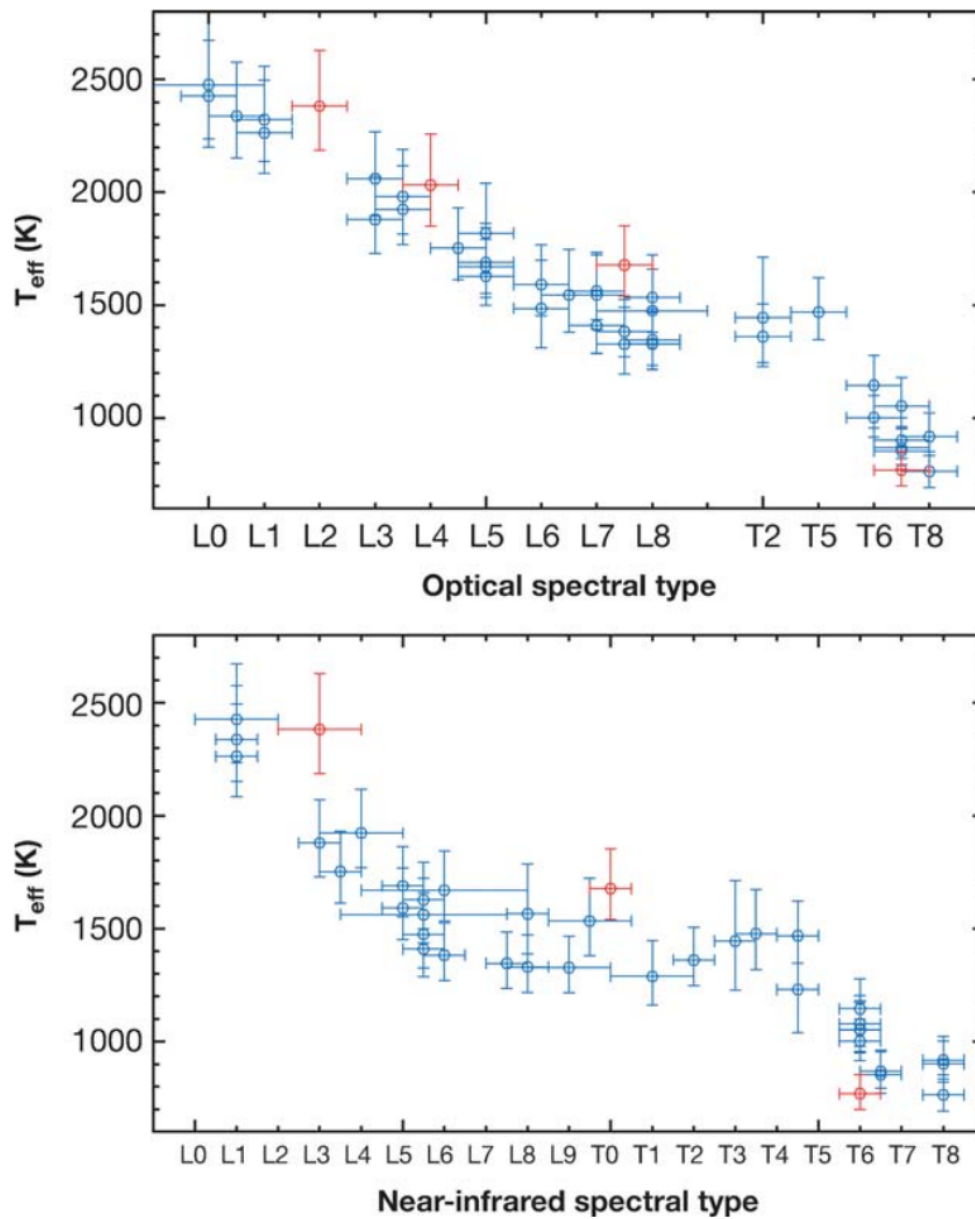 2500
2000
1500
1000
T_eff (K)
L0 L1 L2 L3 L4 L5 L6 L7 L8 T2 T5 T6 T8
Optical spectral type
2500
2000
1500
1000
T_eff (K)
L0 L1 L2 L3 L4 L5 L6 L7 L8 L9 T0 T1 T2 T3 T4 T5 T6 T7 T8
Near-infrared spectral type